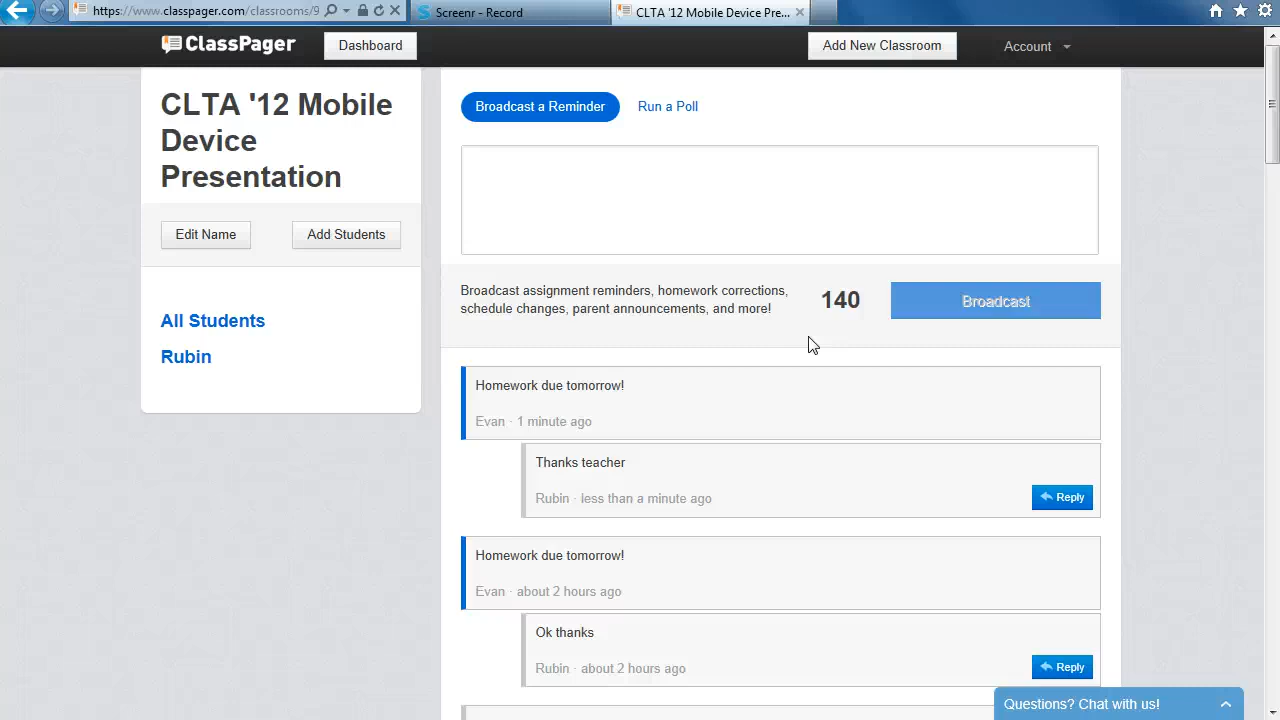 https://www.classpager.com/classrooms/9
Screenr - Record
CLTA '12 Mobile Device Pre...
ClassPager
Dashboard
Add New Classroom
Account
CLTA '12 Mobile
Device
Presentation
Edit Name
Add Students
All Students
Rubin
Broadcast a Reminder
Run a Poll
Broadcast assignment reminders, homework corrections,
schedule changes, parent announcements, and more!
140
Broadcast
Homework due tomorrow!
Evan · 1 minute ago
Thanks teacher
Rubin · less than a minute ago
Reply
Homework due tomorrow!
Evan · about 2 hours ago
Ok thanks
Rubin · about 2 hours ago
Reply
Questions? Chat with us!